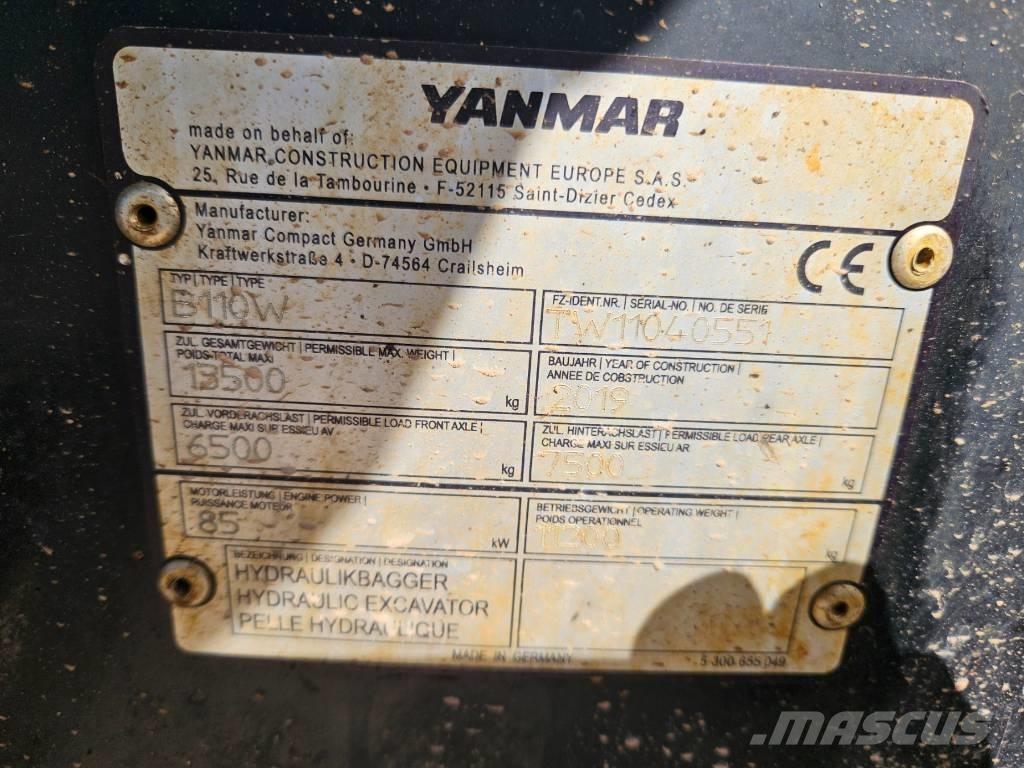 YANMAR
made on behalf of:
YANMAR CONSTRUCTION EQUIPMENT EUROPE S.A.S.
25, Rue de la Tambourine • F-52115 Saint-Dizier Cedex
Manufacturer:
Yanmar Compact Germany GmbH
Kraftwerkstraße 4 • D-74564 Crailsheim
CE
TYP | TYPE | TYPE
B110W
FZ-IDENT.NR. | SERIAL-NO. | NO. DE SERIE
TW11040551
ZUL. GESAMTGEWICHT | PERMISSIBLE MAX. WEIGHT |
POIDS TOTAL MAXI
13500 kg
BAUJAHR | YEAR OF CONSTRUCTION |
ANNEE DE COBSTRUCTION
2019
ZUL. VORDERACHSLAST | PERMISSIBLE LOAD FRONT AXLE |
CHARGE MAXI SUR ESSIEU AV
6500 kg
ZUL. HINTERACHSLAST | PERMISSIBLE LOAD REAR AXLE |
CHARGE MAXI SUR ESSIEU AR
7500 kg
MOTORLEISTUNG | ENGINE POWER |
PUISSANCE MOTEUR
85 kW
BETRIEBSGEWICHT | OPERATING WEIGHT |
POIDS OPERATIONNEL
11300 kg
BEZEICHNUNG | DESIGNATION | DESIGNATION
HYDRAULIKBAGGER
HYDRAULIC EXCAVATOR
PELLE HYDRAULIQUE
MADE IN GERMANY
5 300 655 049
MASCUS